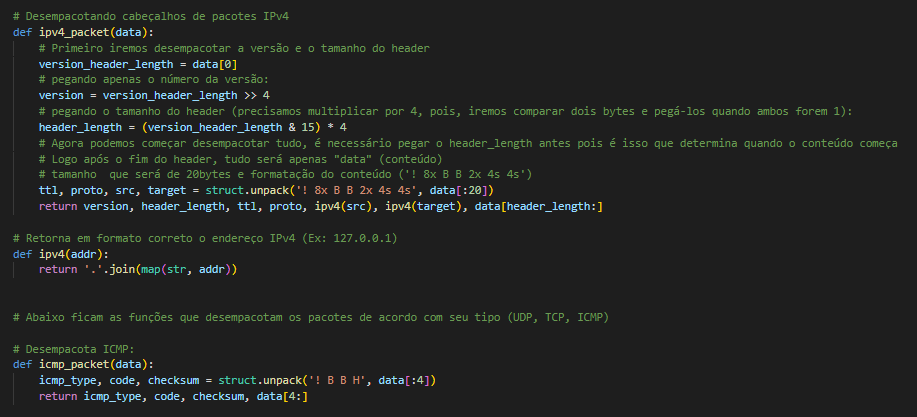 # Desempacotando cabeçalhos de pacotes IPv4
def ipv4_packet(data):
    # Primeiro iremos desempacotar a versão e o tamanho do header
    version_header_length = data[0]
    # pegando apenas o número da versão:
    version = version_header_length >> 4
    # pegando o tamanho do header (precisamos multiplicar por 4, pois, iremos comparar dois bytes e pegá-los quando ambos forem 1):
    header_length = (version_header_length & 15) * 4
    # Agora podemos começar desempacotar tudo, é necessário pegar o header_length antes pois é isso que determina quando o conteúdo começa
    # Logo após o fim do header, tudo será apenas "data" (conteúdo)
    # tamanho  que será de 20bytes e formatação do conteúdo ('! 8x B B 2x 4s 4s')
    ttl, proto, src, target = struct.unpack('! 8x B B 2x 4s 4s', data[:20])
    return version, header_length, ttl, proto, ipv4(src), ipv4(target), data[header_length:]

# Retorna em formato correto o endereço IPv4 (Ex: 127.0.0.1)
def ipv4(addr):
    return '.'.join(map(str, addr))


# Abaixo ficam as funções que desempacotam os pacotes de acordo com seu tipo (UDP, TCP, ICMP)

# Desempacota ICMP:
def icmp_packet(data):
    icmp_type, code, checksum = struct.unpack('! B B H', data[:4])
    return icmp_type, code, checksum, data[4:]